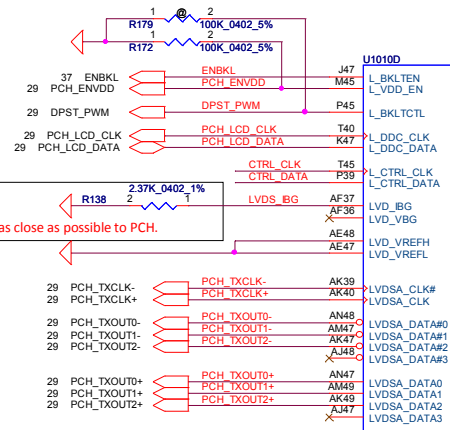 1 @ 2
R179 100K_0402_5%
1 2
R172 100K_0402_5%
U1010D
37 ENBKL ENBKL J47 L_BKLTEN
29 PCH_ENVDD PCH_ENVDD M45 L_VDD_EN
29 DPST_PWM DPST_PWM P45 L_BKLTCTL
29 PCH_LCD_CLK PCH_LCD_CLK T40 L_DDC_CLK
29 PCH_LCD_DATA PCH_LCD_DATA K47 L_DDC_DATA
CTRL_CLK T45 L_CTRL_CLK
CTRL_DATA P39 L_CTRL_DATA
2.37K_0402_1%
R138 2 1 LVDS_IBG AF37 LVD_IBG
AF36 LVD_VBG
as close as possible to PCH.
AE48 LVD_VREFH
AE47 LVD_VREFL
29 PCH_TXCLK- PCH_TXCLK- AK39 LVDSA_CLK#
29 PCH_TXCLK+ PCH_TXCLK+ AK40 LVDSA_CLK
29 PCH_TXOUT0- PCH_TXOUT0- AN48 LVDSA_DATA#0
29 PCH_TXOUT1- PCH_TXOUT1- AM47 LVDSA_DATA#1
29 PCH_TXOUT2- PCH_TXOUT2- AK47 LVDSA_DATA#2
AJ48 LVDSA_DATA#3
29 PCH_TXOUT0+ PCH_TXOUT0+ AN47 LVDSA_DATA0
29 PCH_TXOUT1+ PCH_TXOUT1+ AM49 LVDSA_DATA1
29 PCH_TXOUT2+ PCH_TXOUT2+ AK49 LVDSA_DATA2
AJ47 LVDSA_DATA3